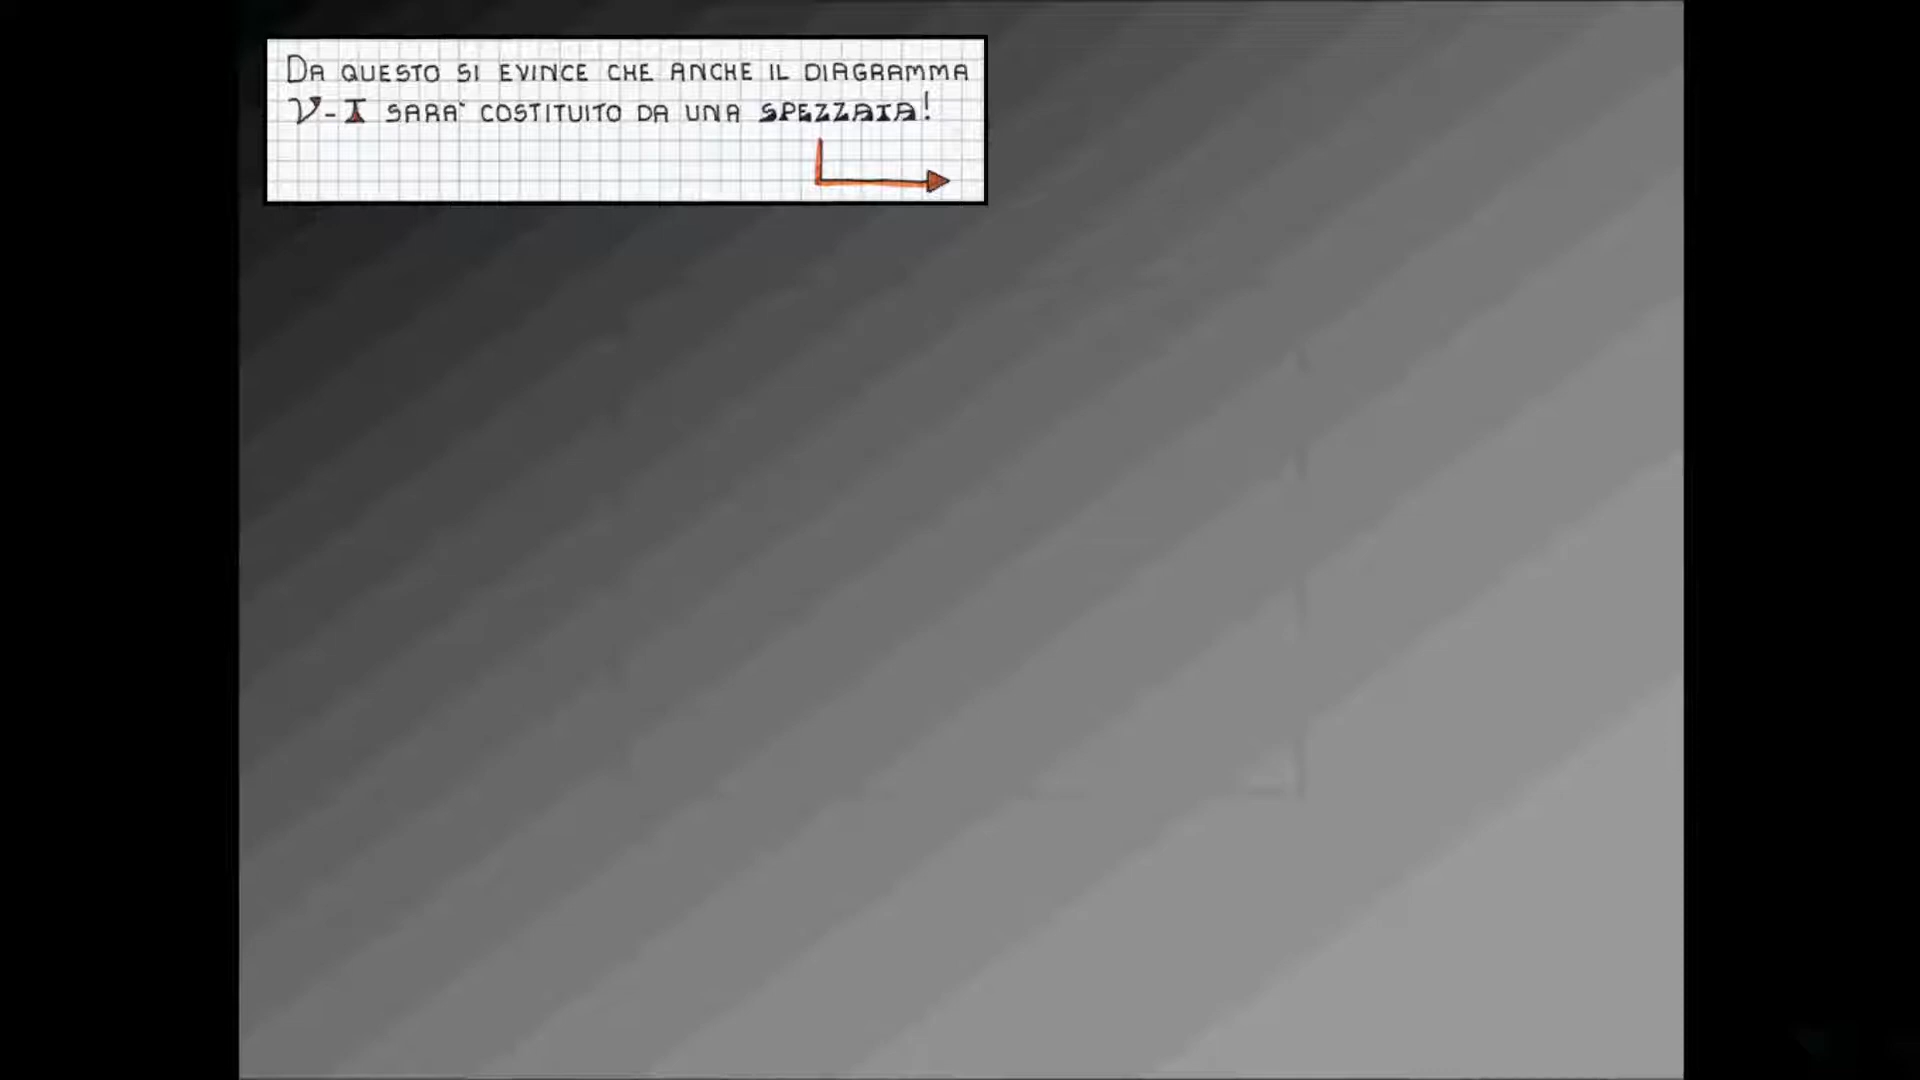 DA QUESTO SI EVINCE CHE ANCHE IL DIAGRAMMA
V-I SARA' COSTITUITO DA UNA SPEZZATA!